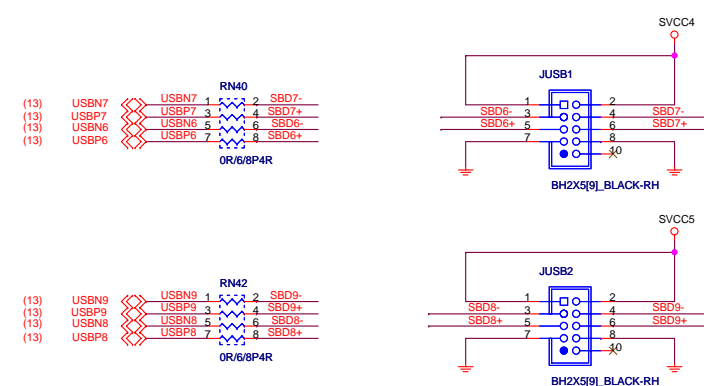 SVCC4
RN40 JUSB1
(13) USBN7 USBN7 1 2 SBD7- 1 2
(13) USBP7 USBP7 3 4 SBD7+ SBD6- 3 4 SBD7-
(13) USBN6 USBN6 5 6 SBD6- SBD6+ 5 6 SBD7+
(13) USBP6 USBP6 7 8 SBD6+ 7 8
10
0R/6/8P4R
BH2X5[9]_BLACK-RH
SVCC5
RN42 JUSB2
(13) USBN9 USBN9 1 2 SBD9- 1 2
(13) USBP9 USBP9 3 4 SBD9+ SBD8- 3 4 SBD9-
(13) USBN8 USBN8 5 6 SBD8- SBD8+ 5 6 SBD9+
(13) USBP8 USBP8 7 8 SBD8+ 7 8
10
0R/6/8P4R
BH2X5[9]_BLACK-RH